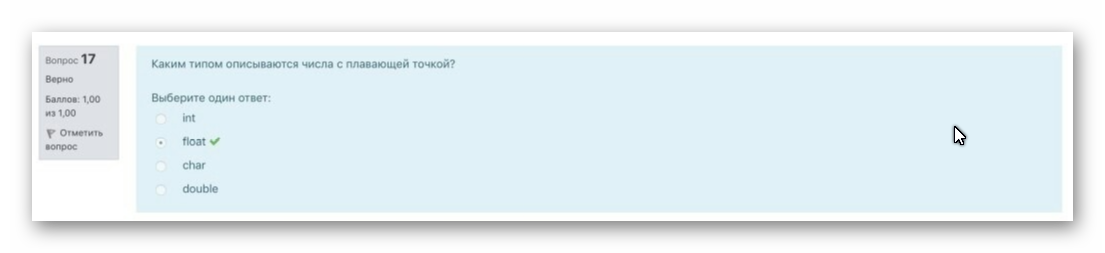 Вопрос 17
Верно
Баллов: 1,00
из 1,00
Отметить
вопрос
Каким типом описываются числа с плавающей точкой?
Выберите один ответ:
int
float
char
double